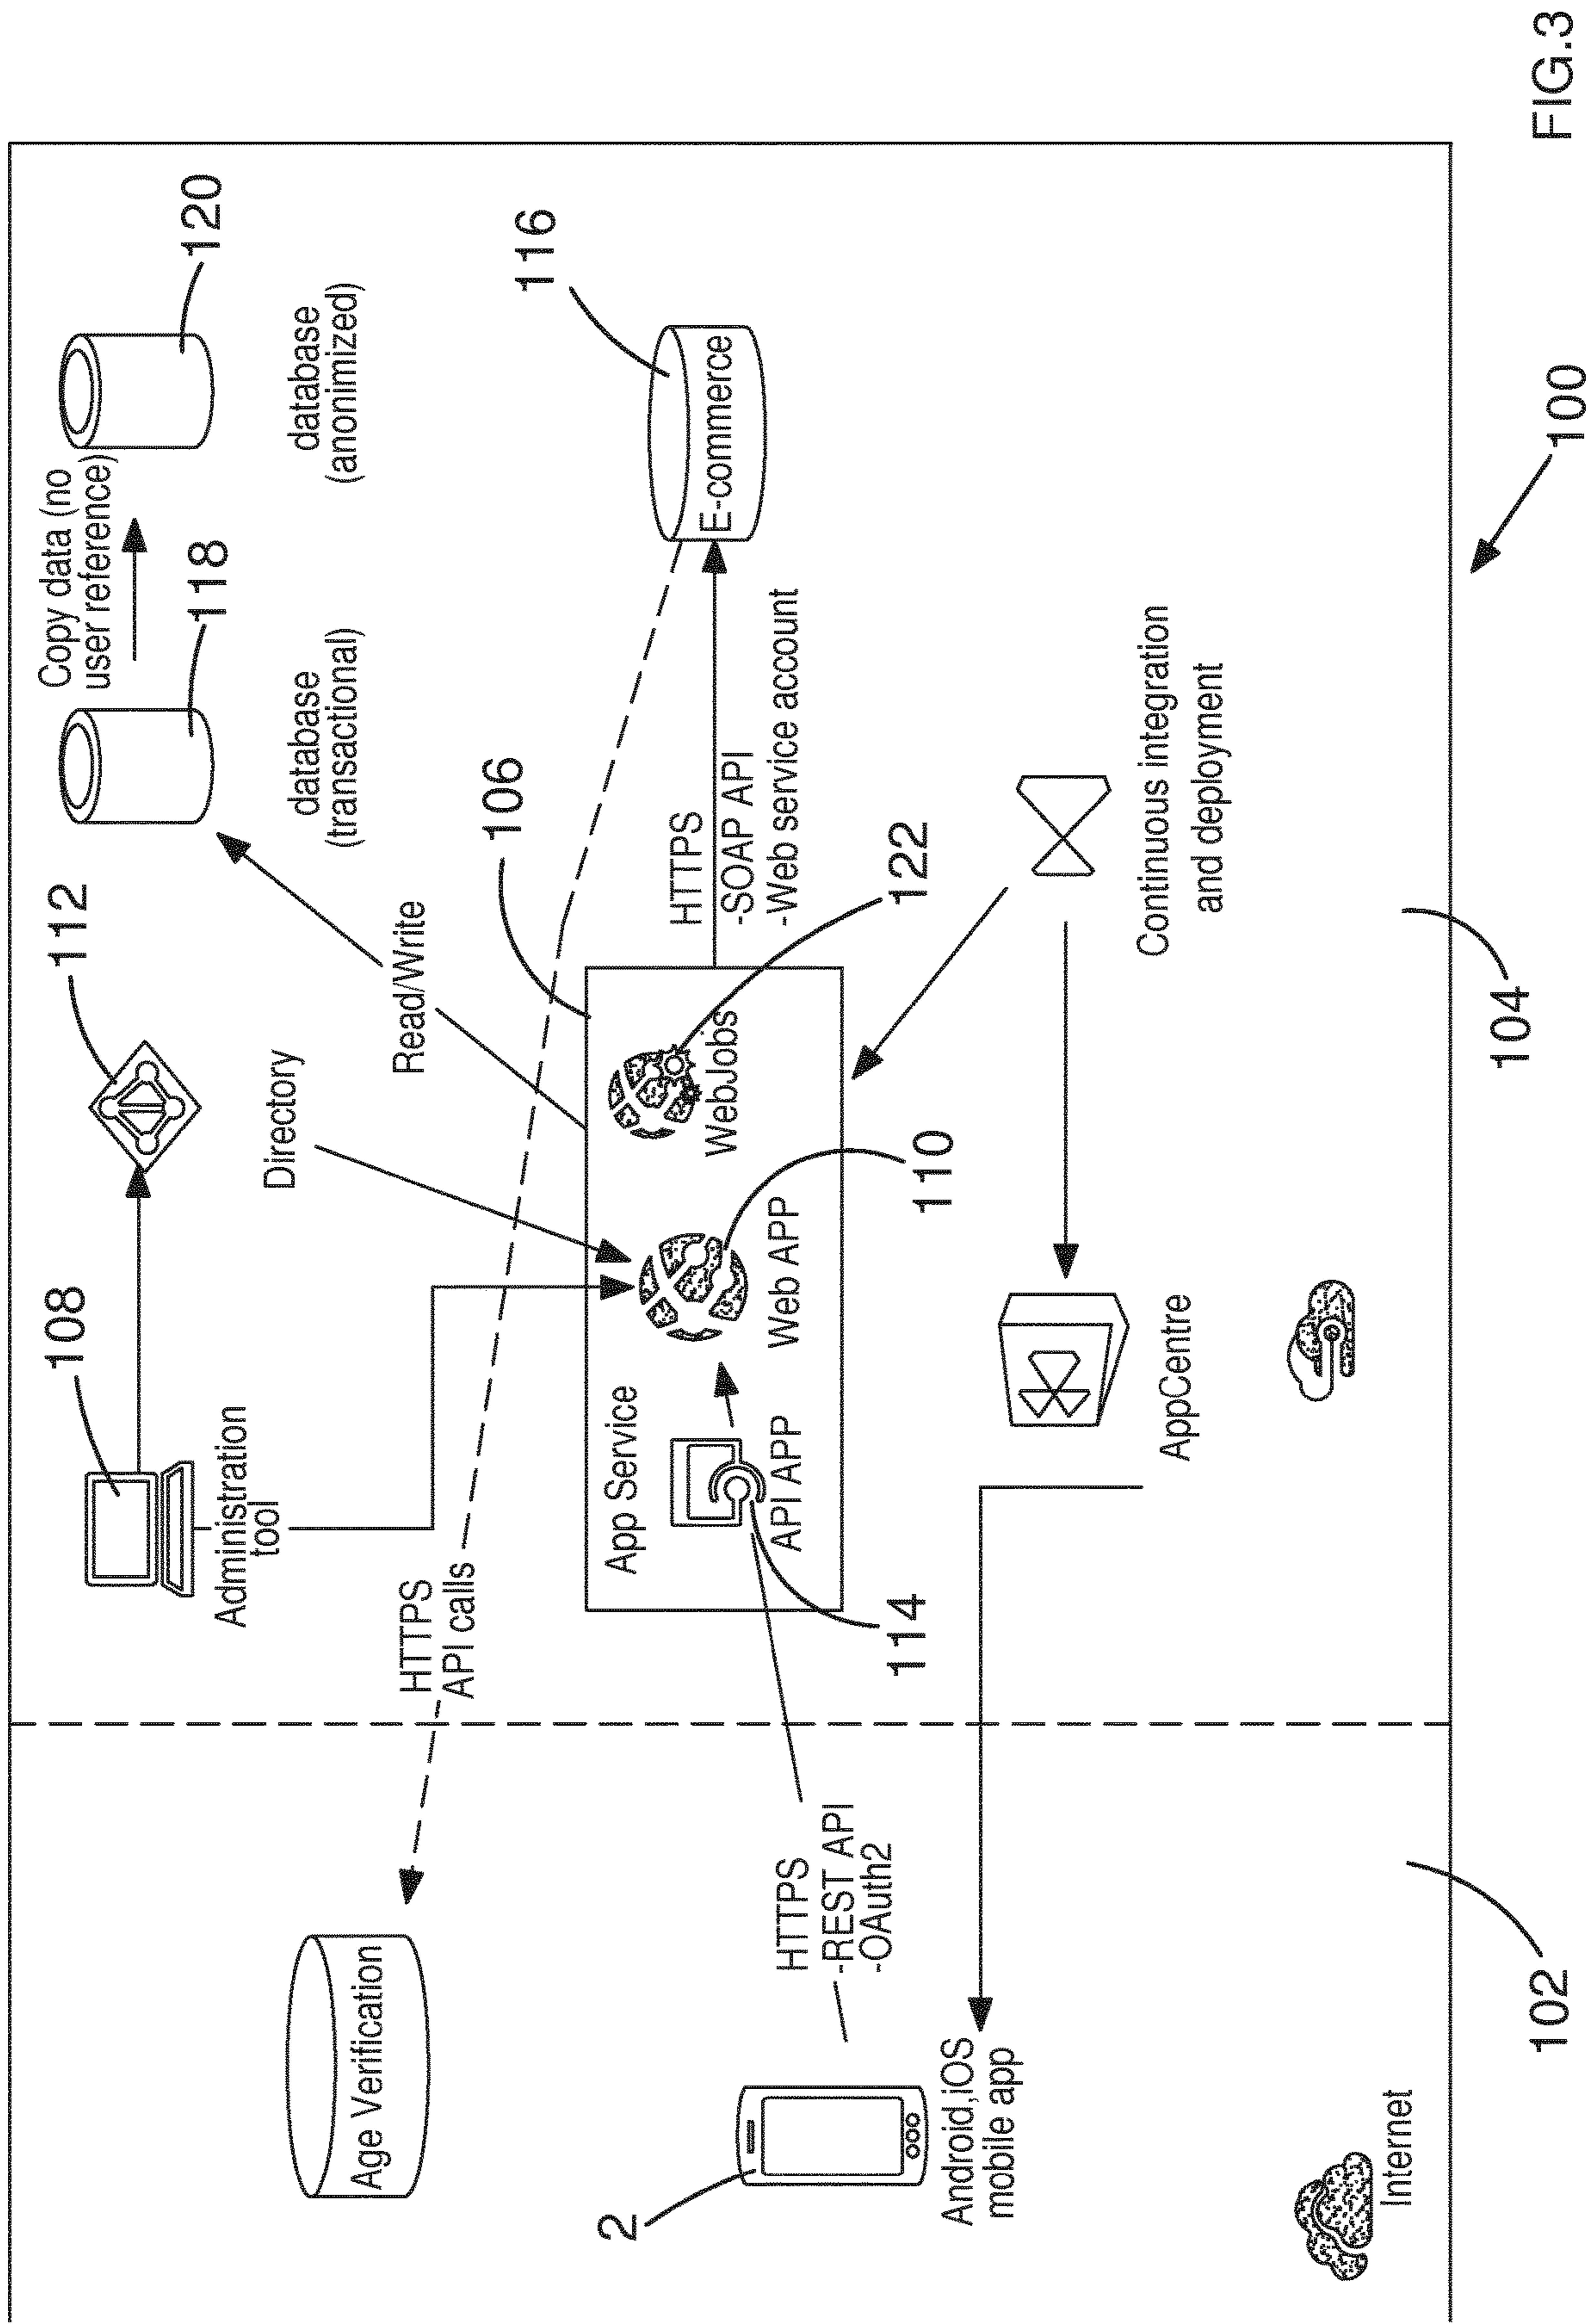 108
112
Copy data (no
user reference)
118
120
Administration
tool
Directory
database
(transactional)
database
(anonimized)
Read/Write
HTTPS
API calls
Age Verification
106
116
App Service
API APP
Web APP
WebJobs
HTTPS
-SOAP API
-Web service account
E-commerce
114
110
122
2
HTTPS
-REST API
-OAuth2
Android,iOS
mobile app
AppCentre
Continuous integration
and deployment
Internet
102
104
100
FIG.3